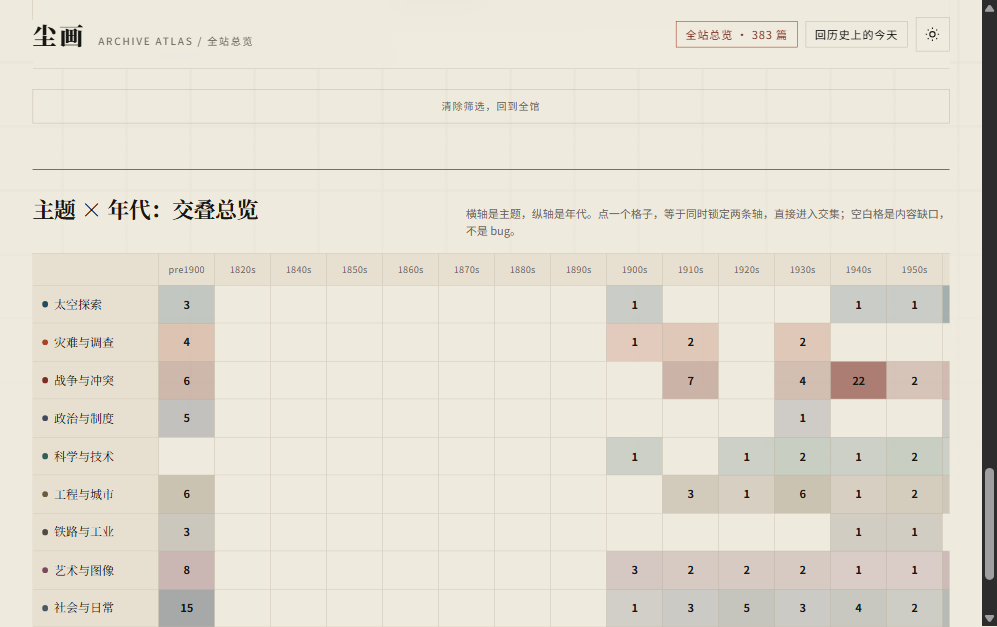 尘画 ARCHIVE ATLAS / 全站总览 全站总览 · 383 篇 回历史上的今天
清除筛选，回到全馆
主题 × 年代：交叠总览
横轴是主题，纵轴是年代。点一个格子，等于同时锁定两条轴，直接进入交集；空白格是内容缺口，
不是 bug。
pre1900 1820s 1840s 1850s 1860s 1870s 1880s 1890s 1900s 1910s 1920s 1930s 1940s 1950s
太空探索 3 1 1 1
灾难与调查 4 1 2 2
战争与冲突 6 7 4 22 2
政治与制度 5 1
科学与技术 1 1 2 1 2
工程与城市 6 3 1 6 1 2
铁路与工业 3 1 1
艺术与图像 8 3 2 2 2 1 1
社会与日常 15 1 3 5 3 4 2